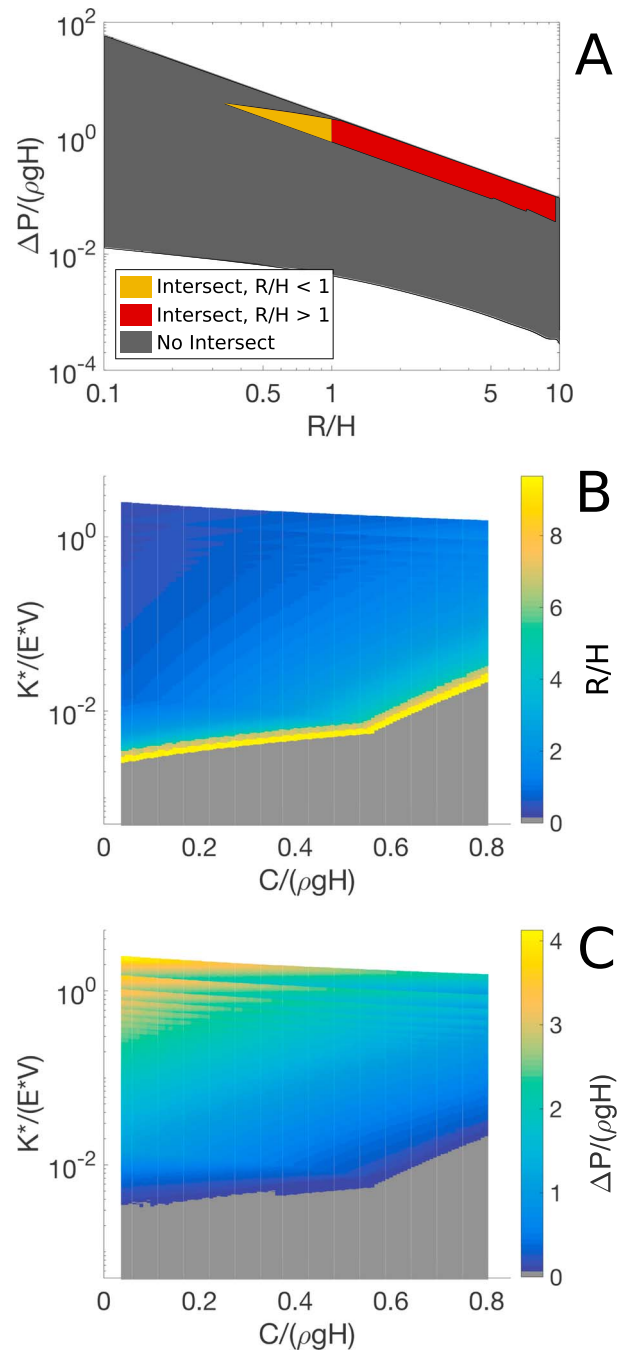 A
10^2
10^0
10^-2
10^-4
ΔP/(ρgH)
Intersect, R/H < 1
Intersect, R/H > 1
No Intersect
0.1
0.5
1
5
10
R/H
B
10^0
10^-2
K*/(E*V)
0
0.2
0.4
0.6
0.8
C/(ρgH)
8
6
4
2
0
R/H
C
10^0
10^-2
K*/(E*V)
0
0.2
0.4
0.6
0.8
C/(ρgH)
4
3
2
1
0
ΔP/(ρgH)